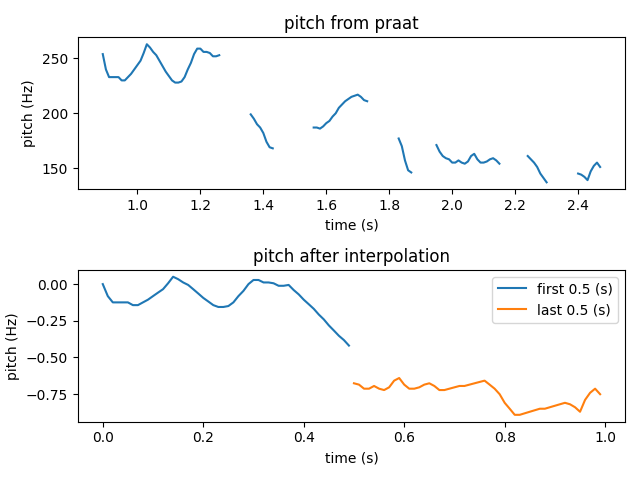 pitch from praat
pitch (Hz)
250
200
150
1.0 1.2 1.4 1.6 1.8 2.0 2.2 2.4
time (s)
pitch after interpolation
pitch (Hz)
0.00
−0.25
−0.50
−0.75
first 0.5 (s)
last 0.5 (s)
0.0 0.2 0.4 0.6 0.8 1.0
time (s)